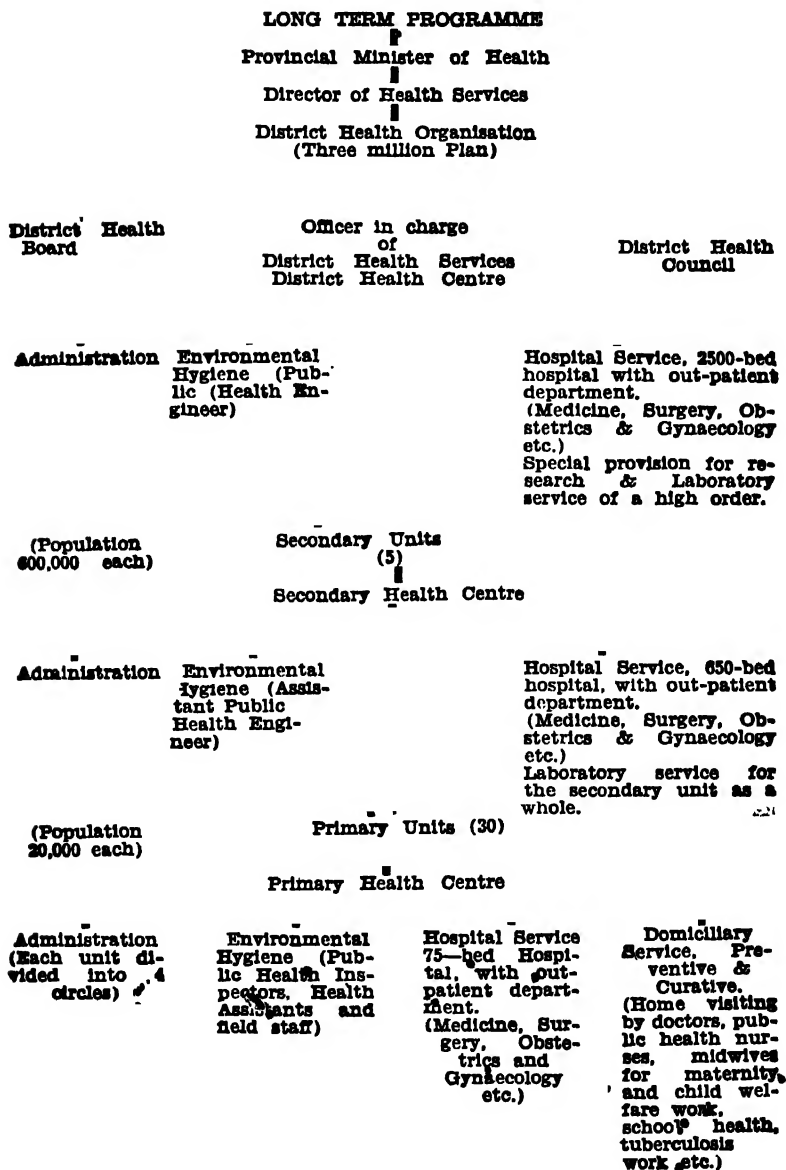 LONG TERM PROGRAMME
Provincial Minister of Health
Director of Health Services
District Health Organisation
(Three million Plan)
District Health
Board
Officer in charge
of
District Health Services
District Health Centre
District Health
Council
Administration
Environmental
Hygiene (Pub-
lic (Health En-
gineer)
Hospital Service, 2500-bed
hospital with out-patient
department.
(Medicine, Surgery, Ob-
stetrics & Gynaecology
etc.)
Special provision for re-
search & Laboratory
service of a high order.
(Population
600,000 each)
Secondary Units
(5)
Secondary Health Centre
Administration
Environmental
Hygiene (Assis-
tant Public
Health Engi-
neer)
Hospital Service, 650-bed
hospital, with out-patient
department.
(Medicine, Surgery, Ob-
stetrics & Gynaecology
etc.)
Laboratory service for
the secondary unit as a
whole.
(Population
20,000 each)
Primary Units (30)
Primary Health Centre
Administration
(Each unit di-
vided into 4
circles)
Environmental
Hygiene (Pub-
lic Health Ins-
pectors, Health
Assistants and
field staff)
Hospital Service
75—bed Hospi-
tal, with out-
patient depart-
ment.
(Medicine, Sur-
gery, Obste-
trics and
Gynaecology
etc.)
Domiciliary
Service, Pre-
ventive &
Curative.
(Home visiting
by doctors, pub-
lic health nur-
ses, midwives
for maternity
and child wel-
fare work,
school health,
tuberculosis
work etc.)